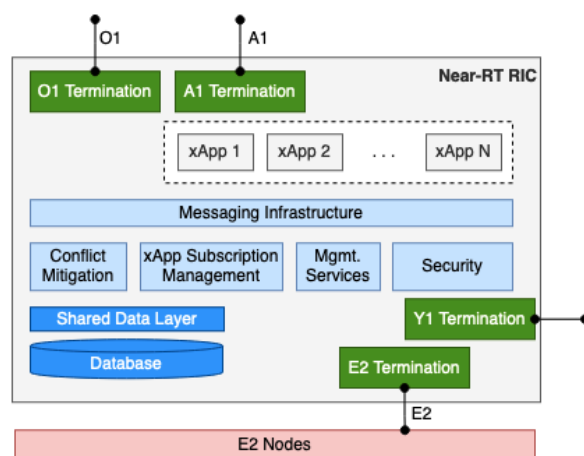 O1
A1
Near-RT RIC
O1 Termination
A1 Termination
xApp 1
xApp 2
. . .
xApp N
Messaging Infrastructure
Conflict
Mitigation
xApp Subscription
Management
Mgmt.
Services
Security
Shared Data Layer
Y1 Termination
Database
E2 Termination
E2
E2 Nodes